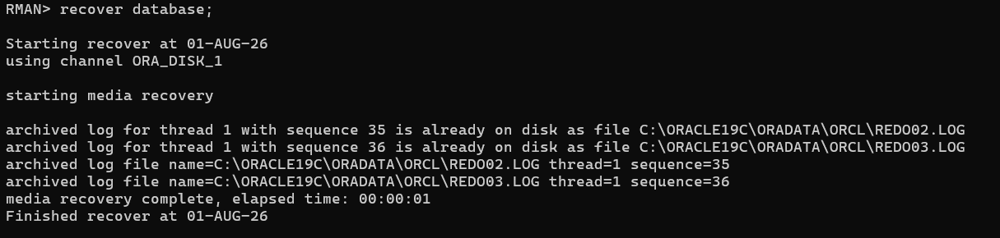 RMAN> recover database;
Starting recover at 01-AUG-26
using channel ORA_DISK_1
starting media recovery
archived log for thread 1 with sequence 35 is already on disk as file C:\ORACLE19C\ORADATA\ORCL\REDO02.LOG
archived log for thread 1 with sequence 36 is already on disk as file C:\ORACLE19C\ORADATA\ORCL\REDO03.LOG
archived log file name=C:\ORACLE19C\ORADATA\ORCL\REDO02.LOG thread=1 sequence=35
archived log file name=C:\ORACLE19C\ORADATA\ORCL\REDO03.LOG thread=1 sequence=36
media recovery complete, elapsed time: 00:00:01
Finished recover at 01-AUG-26